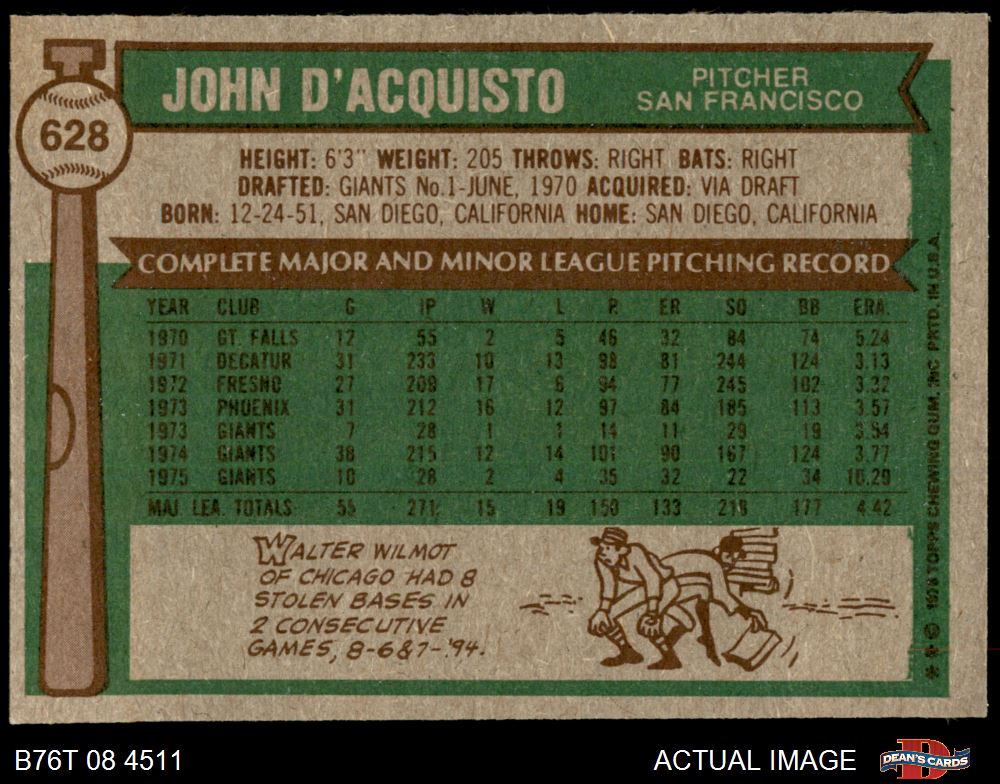 628
JOHN D'ACQUISTO
PITCHER
SAN FRANCISCO
HEIGHT: 6'3" WEIGHT: 205 THROWS: RIGHT BATS: RIGHT
DRAFTED: GIANTS No.1-JUNE, 1970 ACQUIRED: VIA DRAFT
BORN: 12-24-51, SAN DIEGO, CALIFORNIA HOME: SAN DIEGO, CALIFORNIA
COMPLETE MAJOR AND MINOR LEAGUE PITCHING RECORD
YEAR CLUB G IP W L R ER SO BB ERA.
1970 GT. FALLS 12 55 2 5 46 32 84 74 5.24
1971 DECATUR 31 233 10 13 98 81 244 124 3.13
1972 FRESNO 27 209 17 6 94 77 245 102 3.32
1973 PHOENIX 31 212 16 12 97 84 185 113 3.57
1973 GIANTS 7 28 1 1 14 11 29 19 3.54
1974 GIANTS 38 215 12 14 101 90 167 124 3.77
1975 GIANTS 10 28 2 4 35 32 22 34 10.29
MAJ. LEA. TOTALS 55 271 15 19 150 133 218 177 4.42
WALTER WILMOT
OF CHICAGO HAD 8
STOLEN BASES IN
2 CONSECUTIVE
GAMES, 8-6&7-'94.
* * © 1976 TOPPS CHEWING GUM, INC. PRTD. IN U.S.A.
B76T 08 4511
ACTUAL IMAGE
DEAN'S CARDS